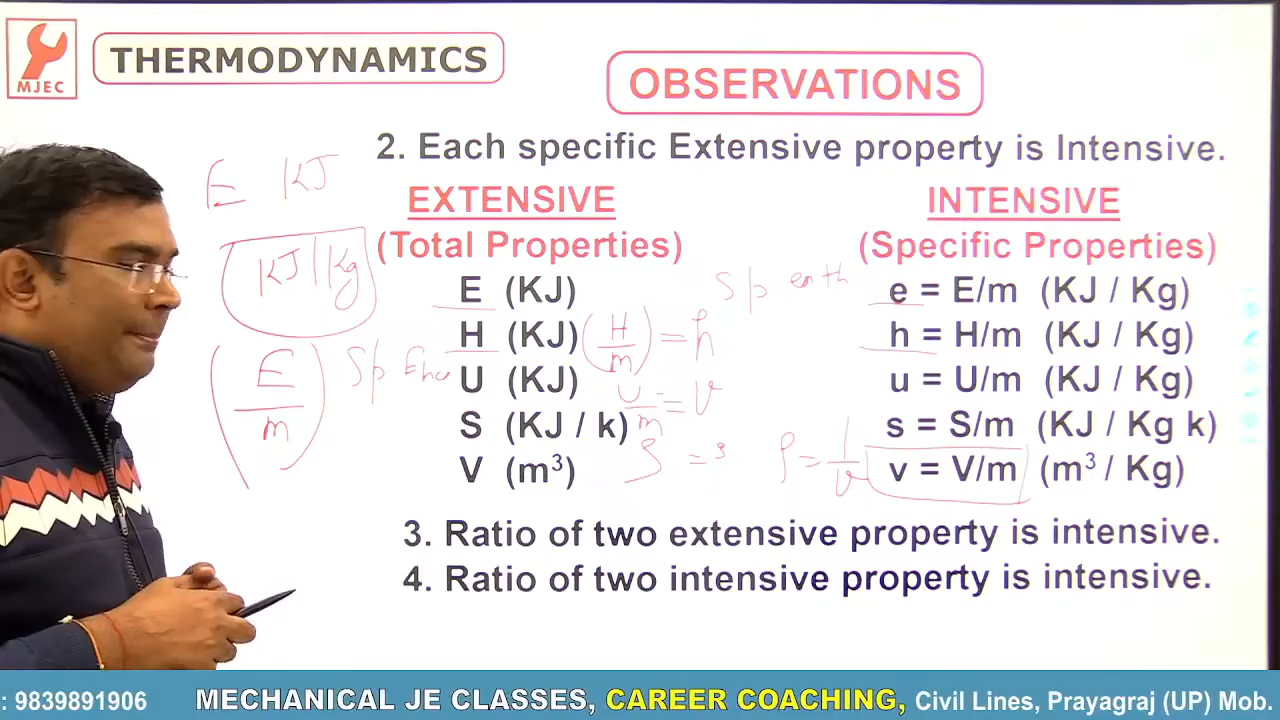 MJEC
THERMODYNAMICS
OBSERVATIONS
2. Each specific Extensive property is Intensive.
E KJ
EXTENSIVE
INTENSIVE
(Total Properties)
(Specific Properties)
KJ/Kg
E (KJ)
Sp enth
e = E/m (KJ / Kg)
H (KJ)
(H/m) = h
h = H/m (KJ / Kg)
(E/m)
U (KJ)
u = U/m (KJ / Kg)
S (KJ / k)
s = S/m (KJ / Kg k)
V (m³)
ρ = 1/v
v = V/m (m³ / Kg)
3. Ratio of two extensive property is intensive.
4. Ratio of two intensive property is intensive.
: 9839891906 MECHANICAL JE CLASSES, CAREER COACHING, Civil Lines, Prayagraj (UP) Mob.